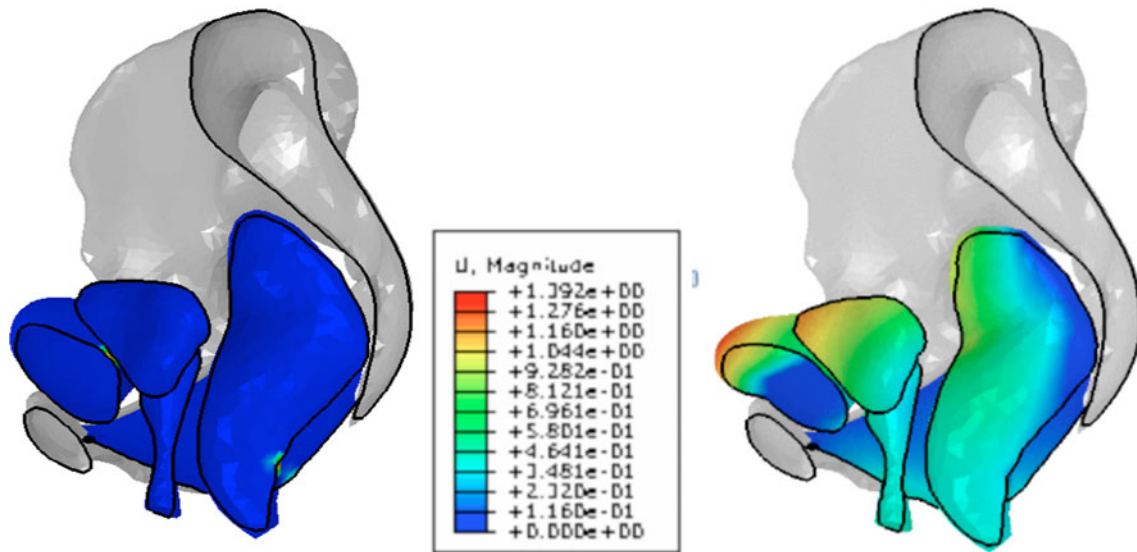 U, Magnitude
+1.392e+00
+1.276e+00
+1.160e+00
+1.044e+00
+9.282e-01
+8.121e-01
+6.961e-01
+5.801e-01
+4.641e-01
+3.481e-01
+2.320e-01
+1.160e-01
+0.000e+00